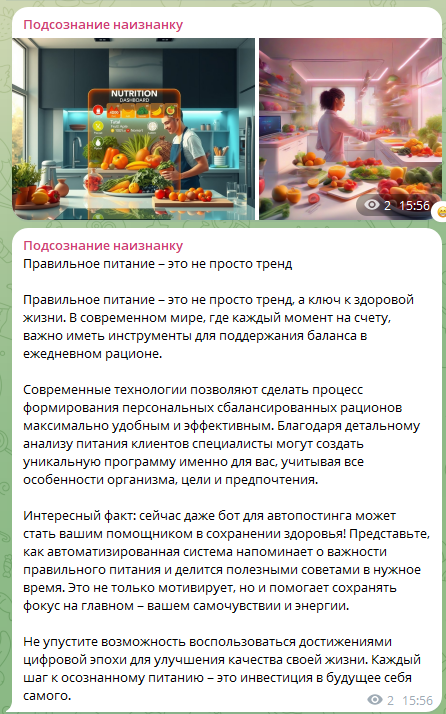 Подсознание наизнанку
NUTRITION
DASHBOARD
2 15:56
Подсознание наизнанку
Правильное питание – это не просто тренд
Правильное питание – это не просто тренд, а ключ к здоровой
жизни. В современном мире, где каждый момент на счету,
важно иметь инструменты для поддержания баланса в
ежедневном рационе.
Современные технологии позволяют сделать процесс
формирования персональных сбалансированных рационов
максимально удобным и эффективным. Благодаря детальному
анализу питания клиентов специалисты могут создать
уникальную программу именно для вас, учитывая все
особенности организма, цели и предпочтения.
Интересный факт: сейчас даже бот для автопостинга может
стать вашим помощником в сохранении здоровья! Представьте,
как автоматизированная система напоминает о важности
правильного питания и делится полезными советами в нужное
время. Это не только мотивирует, но и помогает сохранять
фокус на главном – вашем самочувствии и энергии.
Не упустите возможность воспользоваться достижениями
цифровой эпохи для улучшения качества своей жизни. Каждый
шаг к осознанному питанию – это инвестиция в будущее себя
самого.
2 15:56